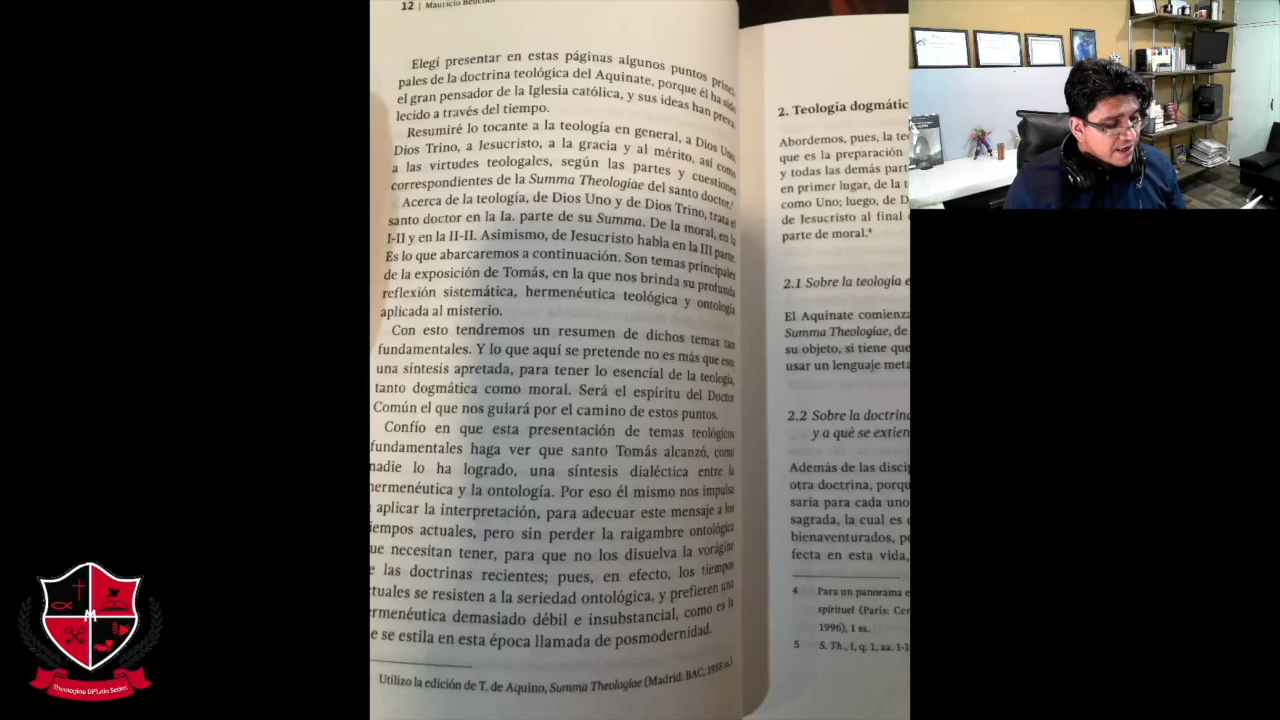 12 | Mauricio Beuchot
Elegí presentar en estas páginas algunos puntos princi-
pales de la doctrina teológica del Aquinate, porque él ha sido
el gran pensador de la Iglesia católica, y sus ideas han preva-
lecido a través del tiempo.
Resumiré lo tocante a la teología en general, a Dios Uno,
Dios Trino, a Jesucristo, a la gracia y al mérito, así como
a las virtudes teologales, según las partes y cuestiones
correspondientes de la Summa Theologiae del santo doctor.
Acerca de la teología, de Dios Uno y de Dios Trino, trata el
santo doctor en la Ia. parte de su Summa. De la moral, en la
I-II y en la II-II. Asimismo, de Jesucristo habla en la III parte.
Es lo que abarcaremos a continuación. Son temas principales
de la exposición de Tomás, en la que nos brinda su profunda
reflexión sistemática, hermenéutica teológica y ontología
aplicada al misterio.
Con esto tendremos un resumen de dichos temas tan
fundamentales. Y lo que aquí se pretende no es más que eso:
una síntesis apretada, para tener lo esencial de la teología,
tanto dogmática como moral. Será el espíritu del Doctor
Común el que nos guiará por el camino de estos puntos.
Confío en que esta presentación de temas teológicos
fundamentales haga ver que santo Tomás alcanzó, como
nadie lo ha logrado, una síntesis dialéctica entre la
hermenéutica y la ontología. Por eso él mismo nos impulsa
aplicar la interpretación, para adecuar este mensaje a los
iempos actuales, pero sin perder la raigambre ontológica
ue necesitan tener, para que no los disuelva la vorágine
e las doctrinas recientes; pues, en efecto, los tiempos
ctuales se resisten a la seriedad ontológica, y prefieren una
ermenéutica demasiado débil e insubstancial, como es la
e se estila en esta época llamada de posmodernidad.
Utilizo la edición de T. de Aquino, Summa Theologiae (Madrid: BAC, 1955 ss.)
2. Teología dogmátic
Abordemos, pues, la te
que es la preparación
y todas las demás part
en primer lugar, de la t
como Uno; luego, de D
de Jesucristo al final
parte de moral.⁴
2.1 Sobre la teología e
El Aquinate comienza
Summa Theologiae, de
su objeto, si tiene que
usar un lenguaje meta
2.2 Sobre la doctrina
y a qué se extien
Además de las discip
otra doctrina, porqu
saria para cada uno
sagrada, la cual es
bienaventurados, p
fecta en esta vida,
4 Para un panorama e
spirituel (París: Cer
1996), 1 ss.
5 S. Th., I, q. 1, aa. 1-1
M
Theologiae Diffusio Sedes